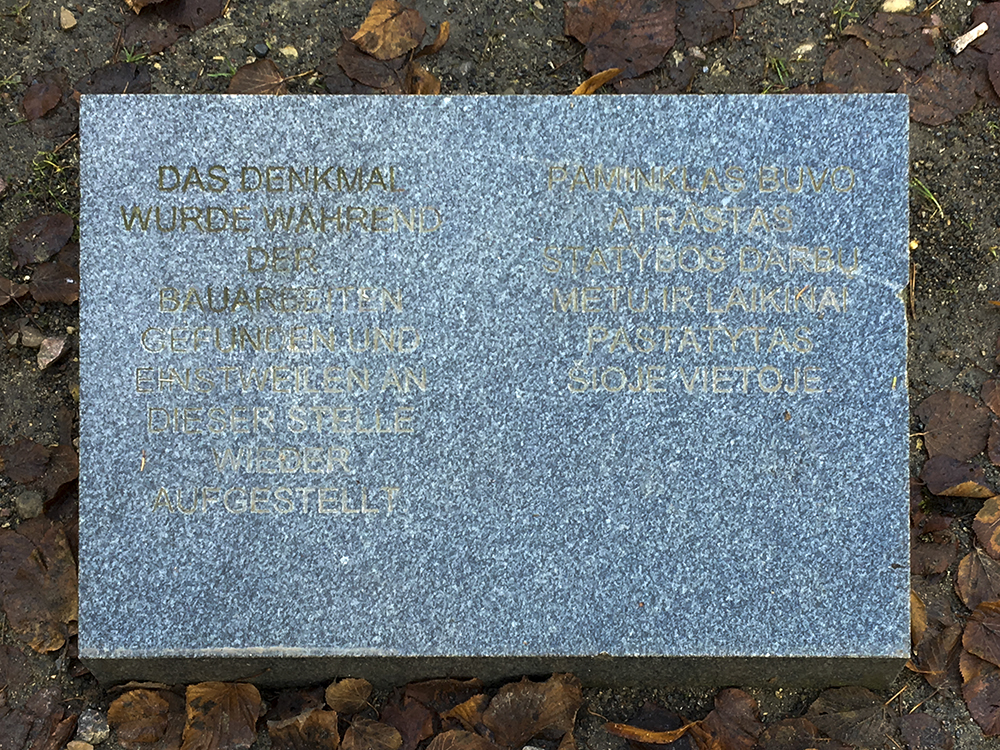 DAS DENKMAL
WURDE WÄHREND
DER
BAUARBEITEN
GEFUNDEN UND
EINSTWEILEN AN
DIESER STELLE
WIEDER
AUFGESTELLT
PAMINKLAS BUVO
ATRASTAS
STATYBOS DARBŲ
METU IR LAIKINAI
PASTATYTAS
ŠIOJE VIETOJE